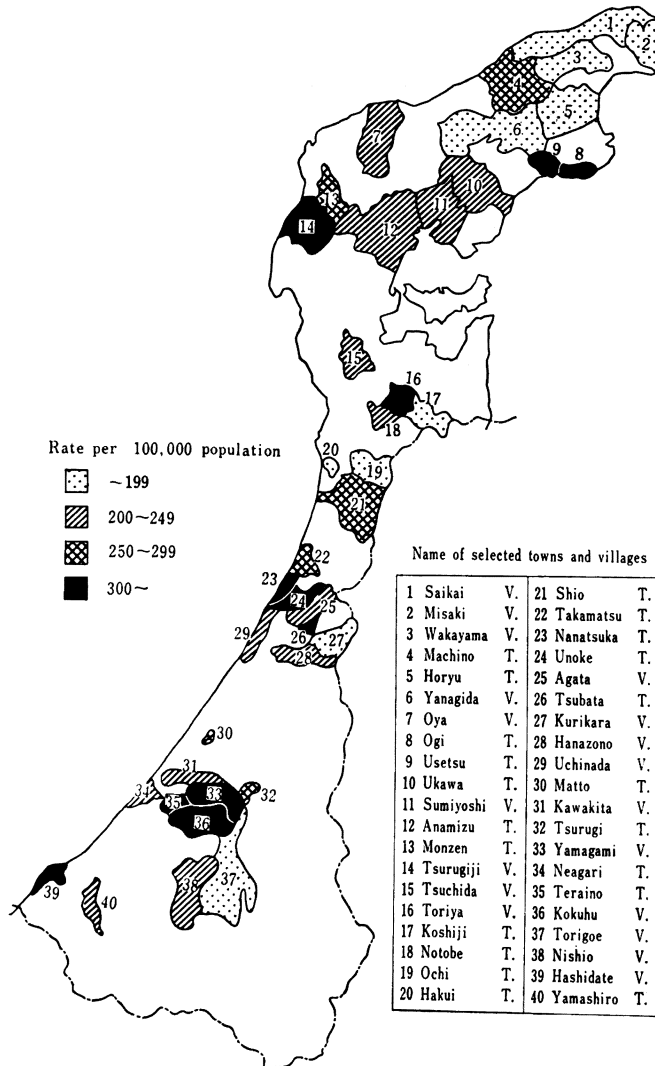 1
2
3
4
5
6
7
9 8
10
11
12
13
14
15
16
17
18
Rate per 100,000 population
~199
200~249
250~299
300~
20
19
21
22
23
24
25
26
27
28
29
30
31
32
33
34
35
36
37
38
39
40
Name of selected towns and villages
1 Saikai V. 21 Shio T.
2 Misaki V. 22 Takamatsu T.
3 Wakayama V. 23 Nanatsuka T.
4 Machino T. 24 Unoke T.
5 Horyu T. 25 Agata V.
6 Yanagida V. 26 Tsubata T.
7 Oya V. 27 Kurikara V.
8 Ogi T. 28 Hanazono V.
9 Usetsu T. 29 Uchinada V.
10 Ukawa T. 30 Matto T.
11 Sumiyoshi V. 31 Kawakita V.
12 Anamizu T. 32 Tsurugi T.
13 Monzen T. 33 Yamagami V.
14 Tsurugiji V. 34 Neagari T.
15 Tsuchida V. 35 Teraino T.
16 Toriya V. 36 Kokuhu V.
17 Koshiji T. 37 Torigoe V.
18 Notobe T. 38 Nishio V.
19 Ochi T. 39 Hashidate V.
20 Hakui T. 40 Yamashiro T.